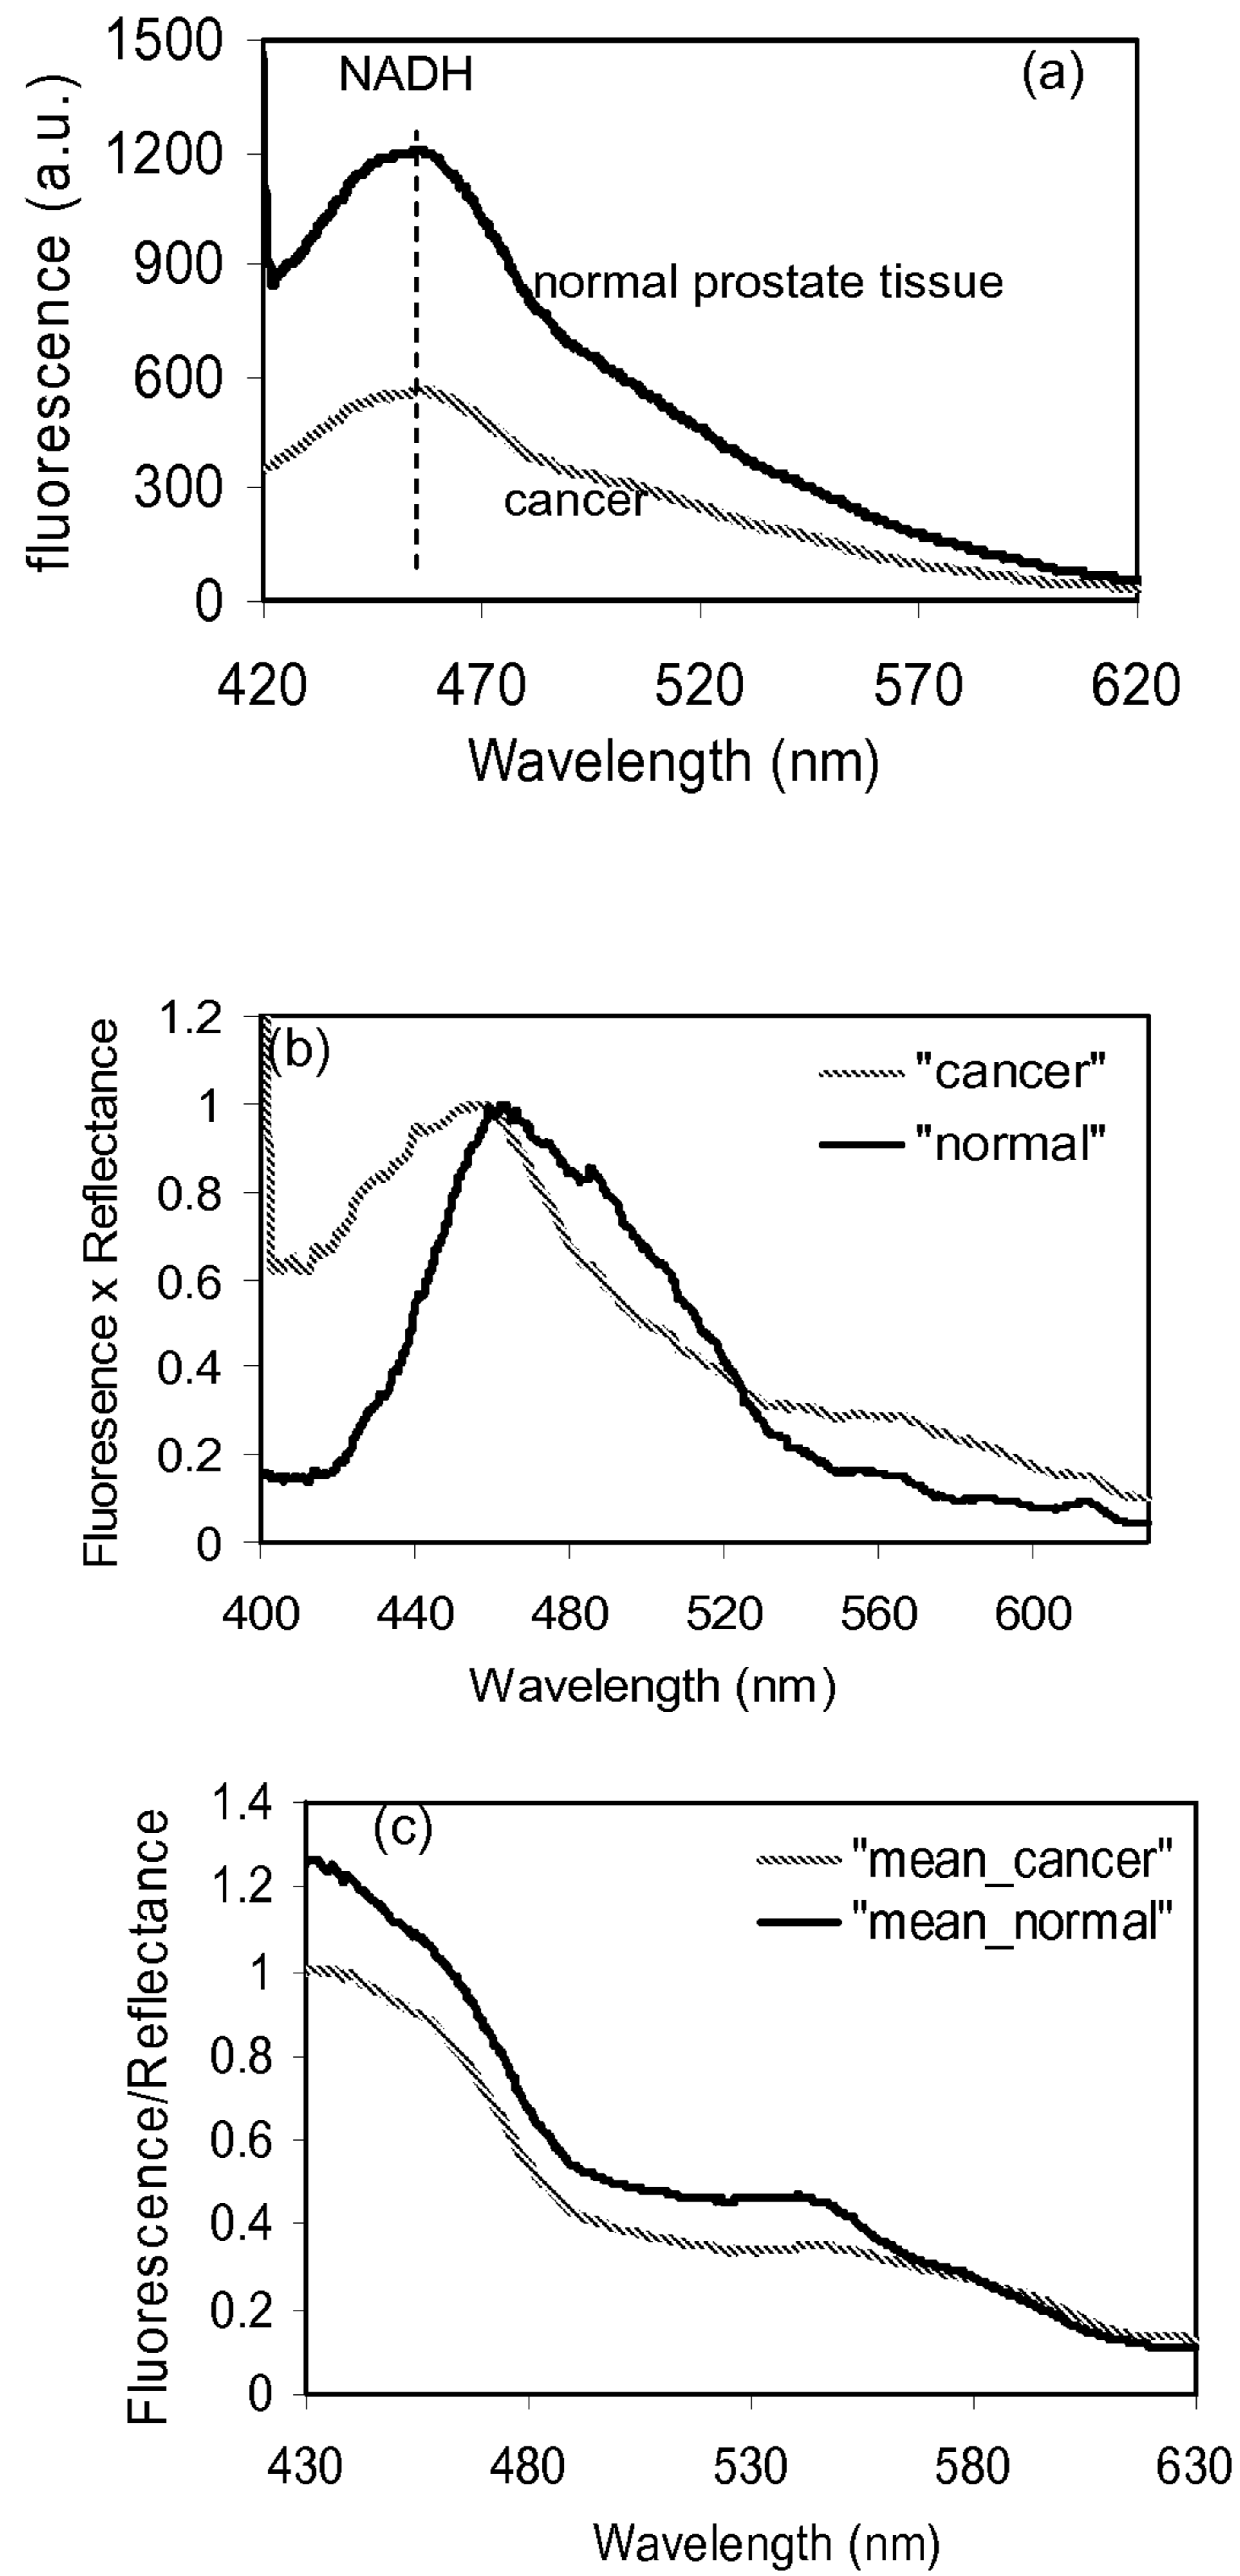 1500
NADH
(a)
1200
900
normal prostate tissue
600
300
cancer
0
fluorescence (a.u.)
420 470 520 570 620
Wavelength (nm)
1.2
(b)
"cancer"
1
"normal"
0.8
0.6
0.4
0.2
0
Fluoresence x Reflectance
400 440 480 520 560 600
Wavelength (nm)
1.4
(c)
"mean_cancer"
1.2
"mean_normal"
1
0.8
0.6
0.4
0.2
0
Fluorescence/Reflectance
430 480 530 580 630
Wavelength (nm)